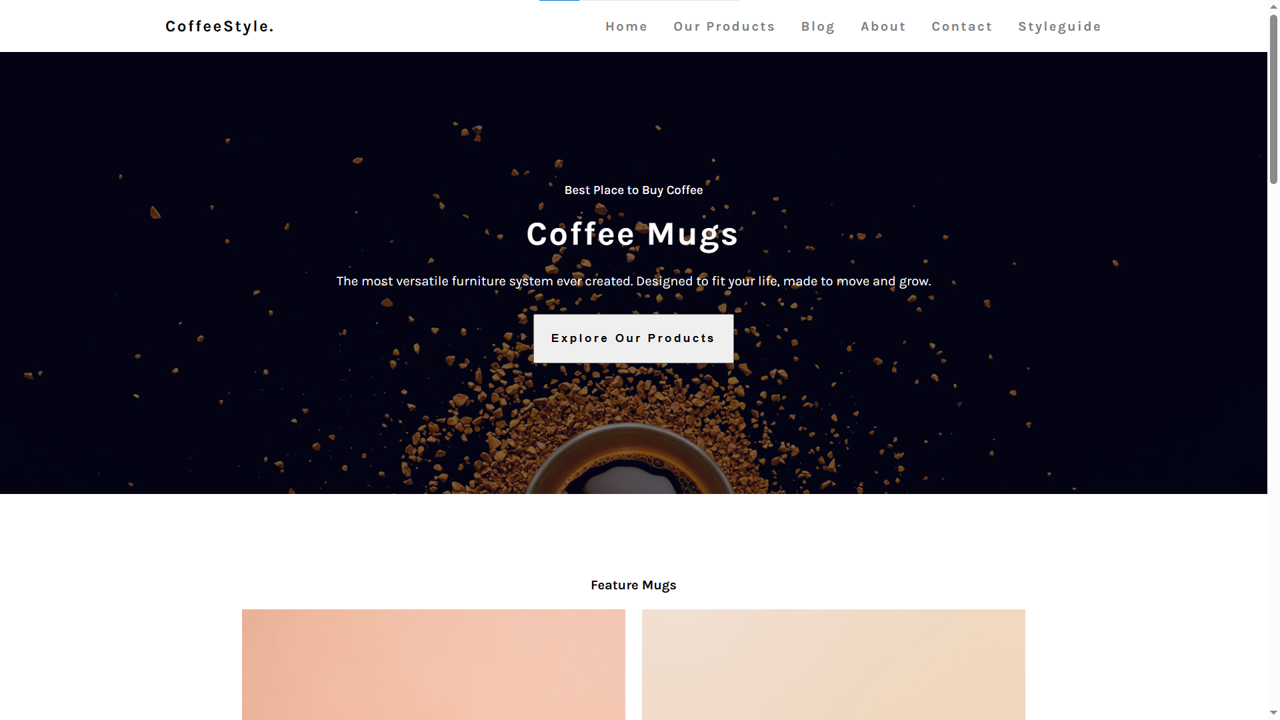 CoffeeStyle.
Home Our Products Blog About Contact Styleguide
Best Place to Buy Coffee
Coffee Mugs
The most versatile furniture system ever created. Designed to fit your life, made to move and grow.
Explore Our Products
Feature Mugs